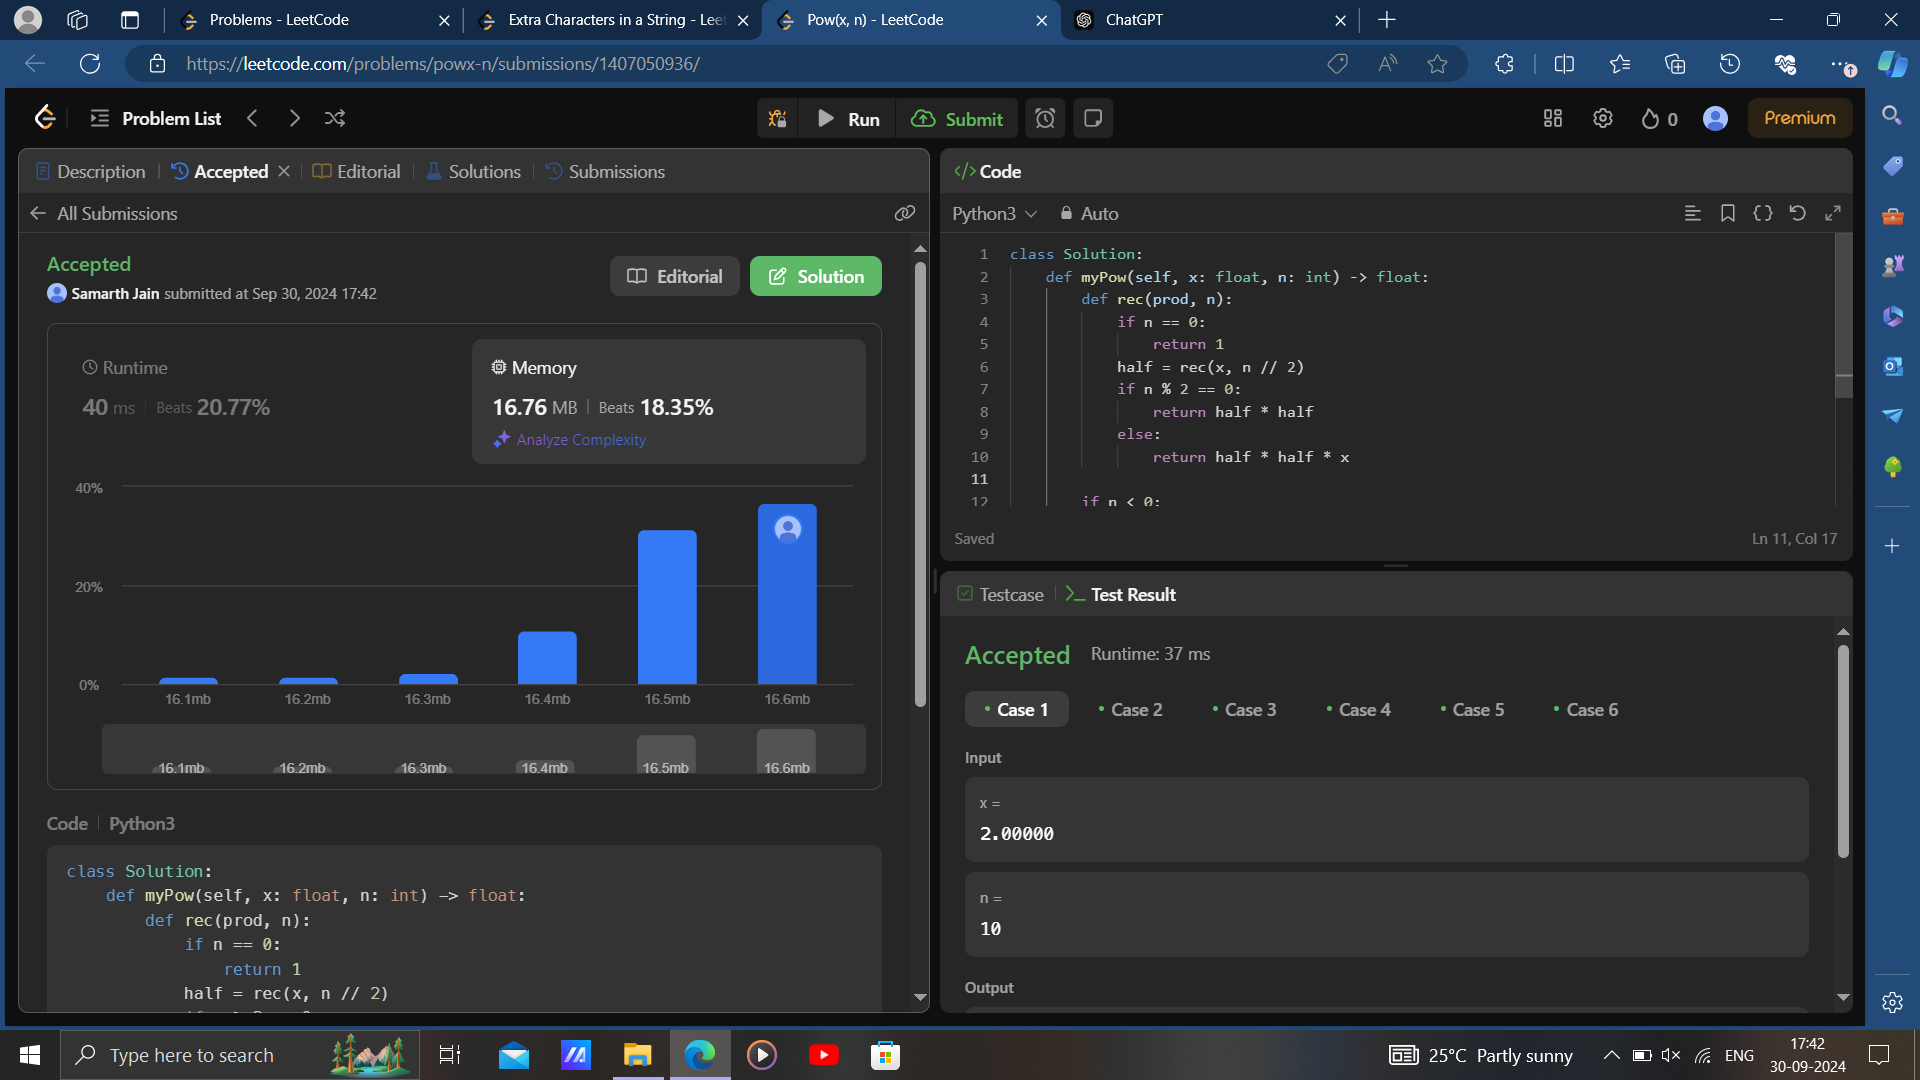 Problems - LeetCode
Extra Characters in a String - Leet
Pow(x, n) - LeetCode
ChatGPT
https://leetcode.com/problems/powx-n/submissions/1407050936/
Problem List
Run
Submit
0
Premium
Description
Accepted
Editorial
Solutions
Submissions
All Submissions
Accepted
Samarth Jain submitted at Sep 30, 2024 17:42
Editorial
Solution
Runtime
40 ms Beats 20.77%
Memory
16.76 MB Beats 18.35%
Analyze Complexity
40%
20%
0%
16.1mb 16.2mb 16.3mb 16.4mb 16.5mb 16.6mb
16.1mb 16.2mb 16.3mb 16.4mb 16.5mb 16.6mb
Code Python3
class Solution:
def myPow(self, x: float, n: int) -> float:
def rec(prod, n):
if n == 0:
return 1
half = rec(x, n // 2)
</> Code
Python3
Auto
1 class Solution:
2 def myPow(self, x: float, n: int) -> float:
3 def rec(prod, n):
4 if n == 0:
5 return 1
6 half = rec(x, n // 2)
7 if n % 2 == 0:
8 return half * half
9 else:
10 return half * half * x
11
12 if n < 0:
Saved
Ln 11, Col 17
Testcase
Test Result
Accepted Runtime: 37 ms
Case 1 Case 2 Case 3 Case 4 Case 5 Case 6
Input
x =
2.00000
n =
10
Output
Type here to search
25°C Partly sunny
ENG
17:42
30-09-2024